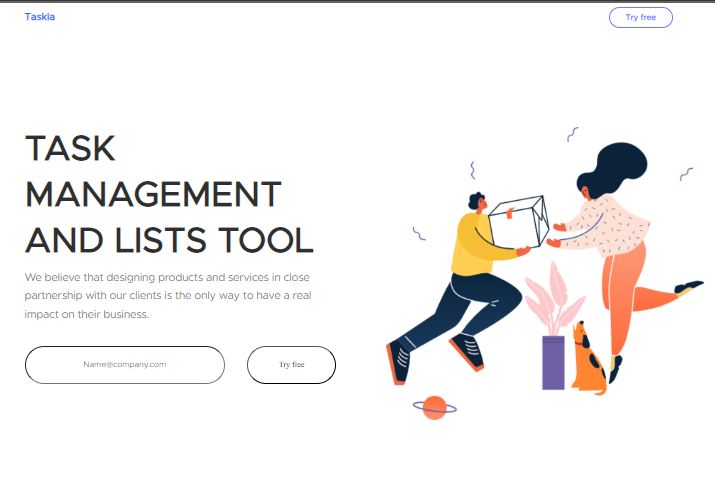 Taskia
Try free
TASK
MANAGEMENT
AND LISTS TOOL
We believe that designing products and services in close
partnership with our clients is the only way to have a real
impact on their business.
Name@company.com
Try free